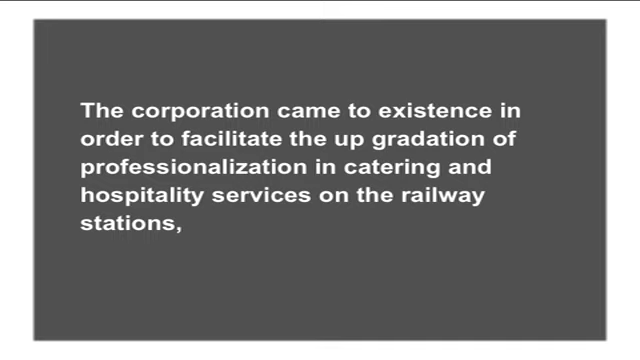 The corporation came to existence in
order to facilitate the up gradation of
professionalization in catering and
hospitality services on the railway
stations,